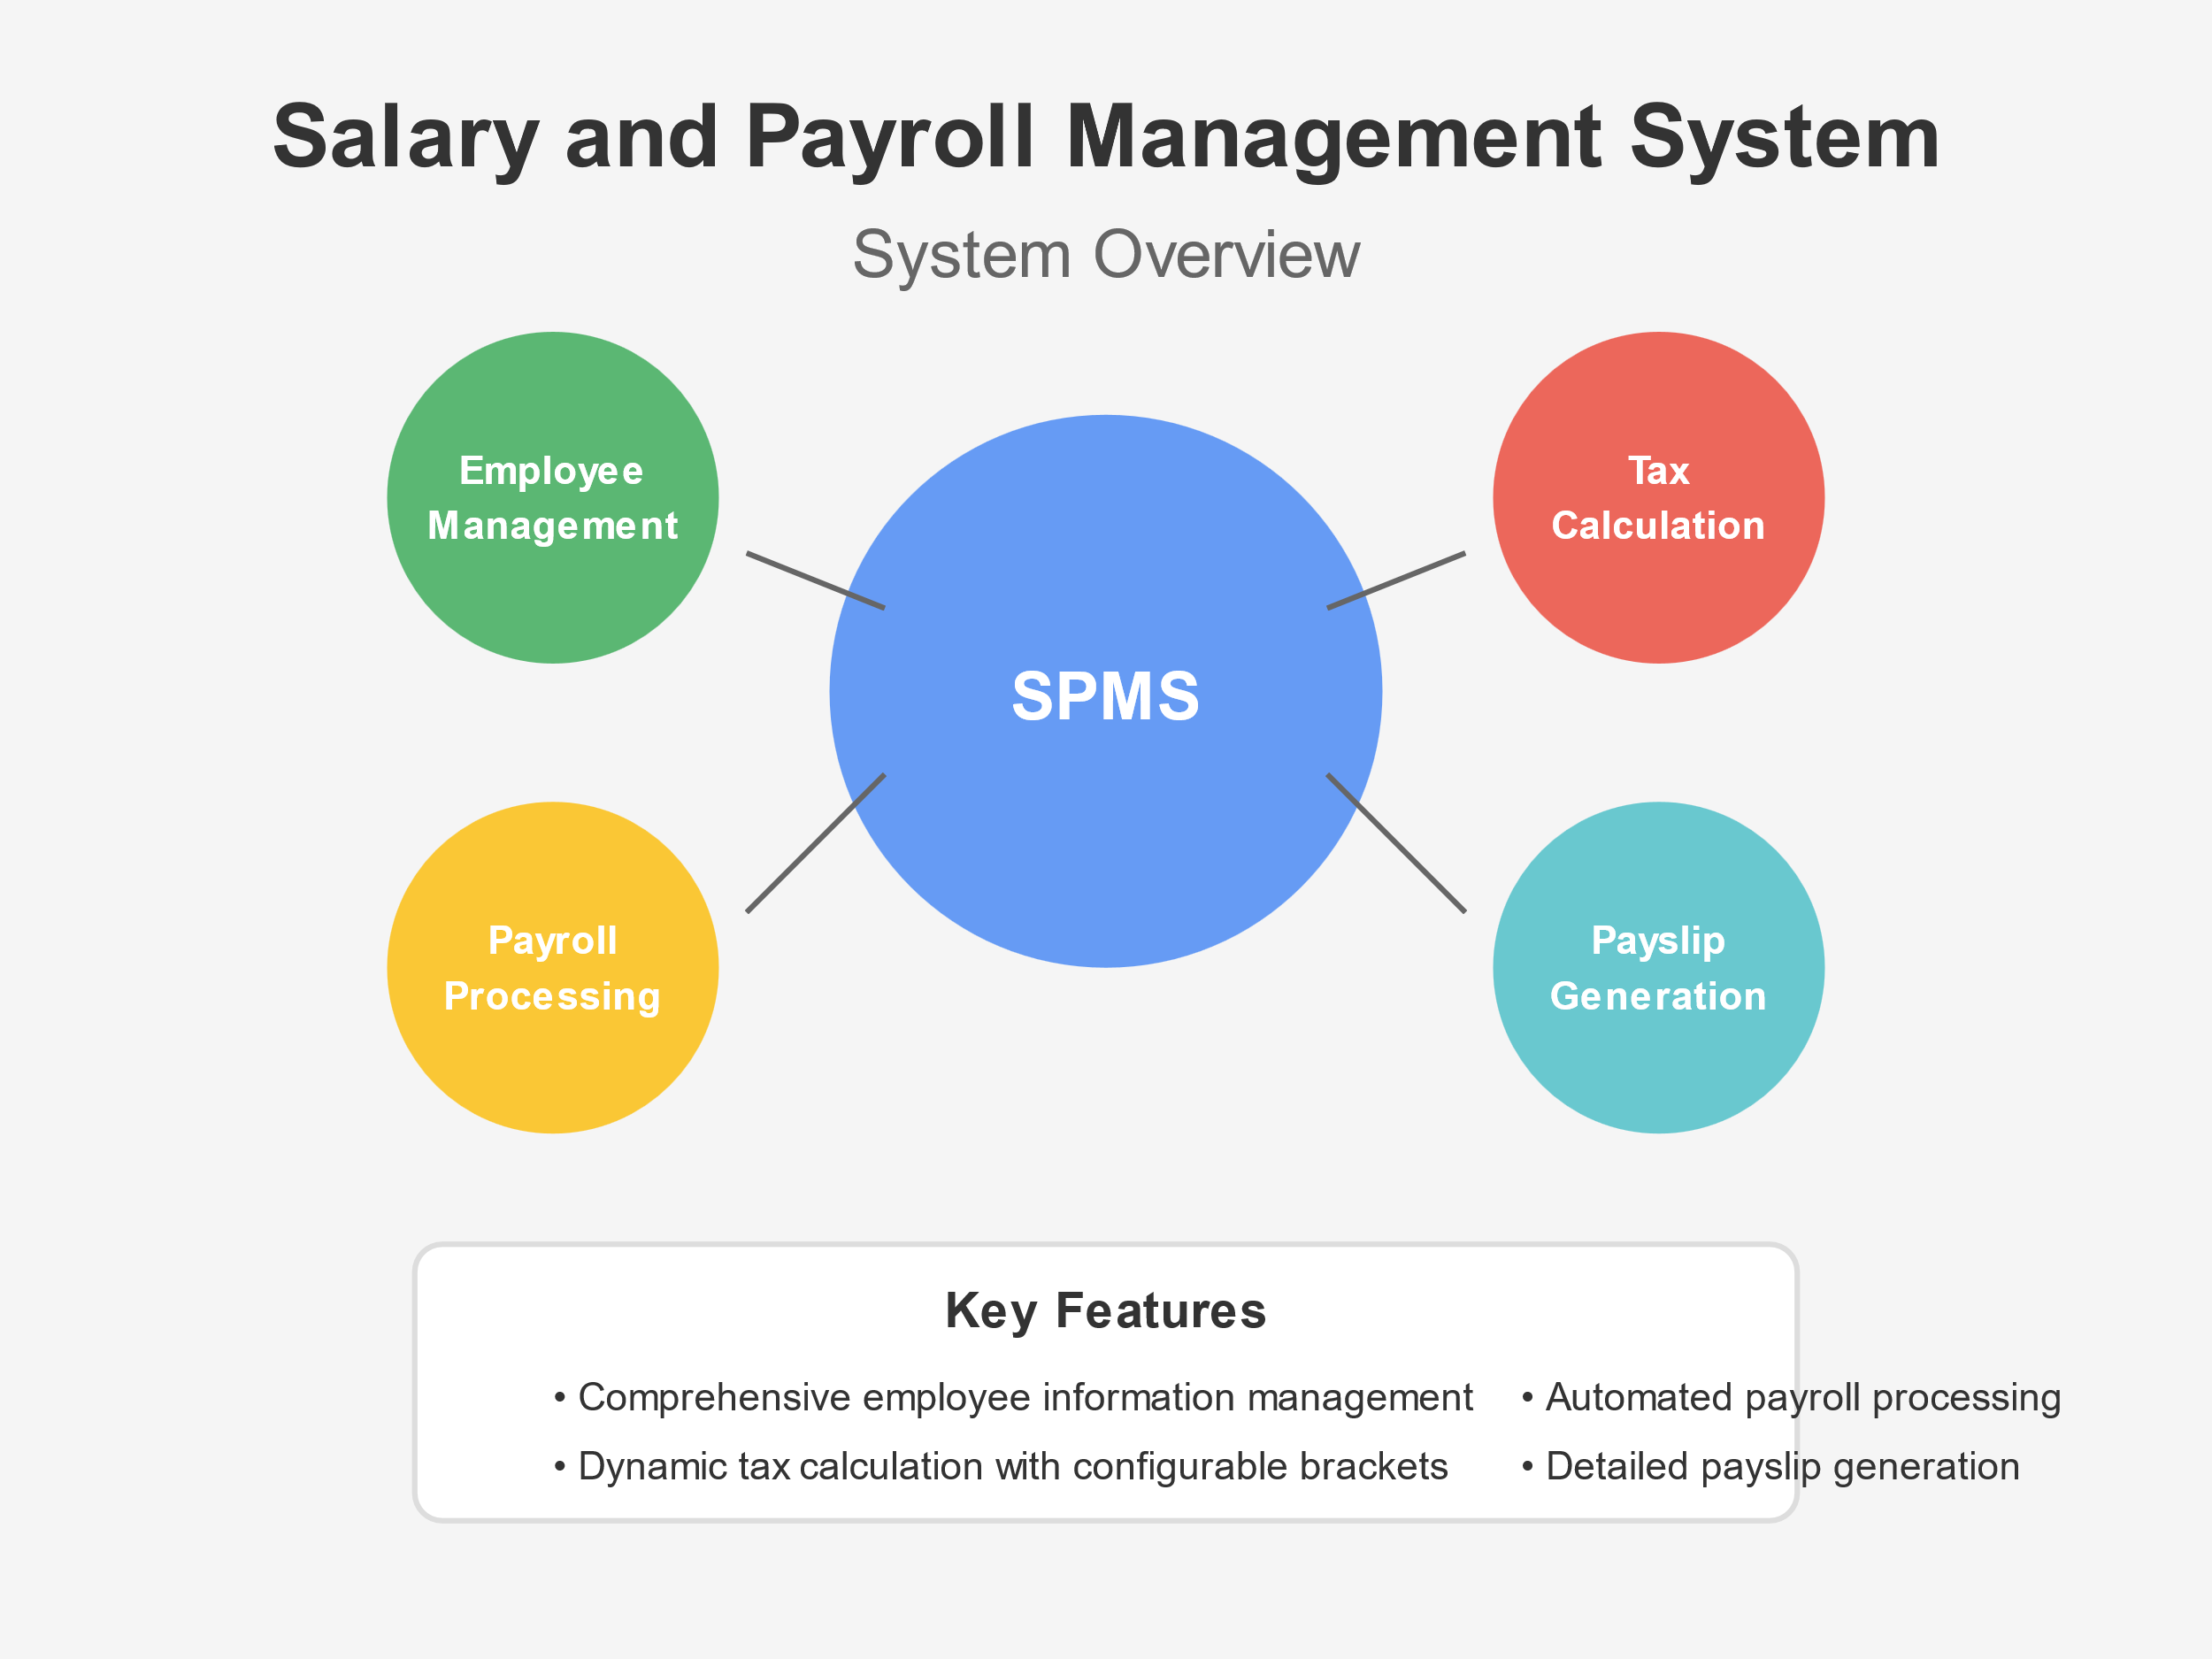 Salary and Payroll Management System
System Overview
Employee
Management
Tax
Calculation
SPMS
Payroll
Processing
Payslip
Generation
Key Features
• Comprehensive employee information management
• Automated payroll processing
• Dynamic tax calculation with configurable brackets
• Detailed payslip generation